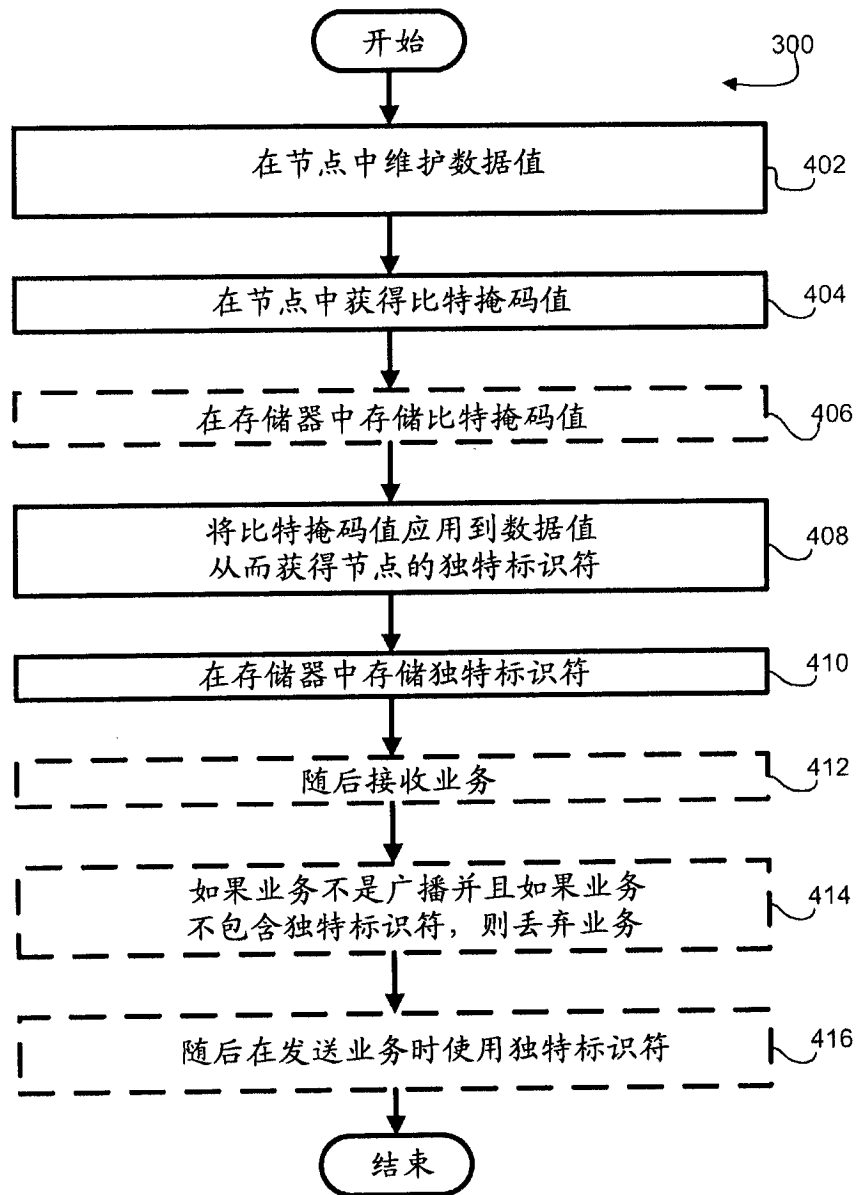 开始
300
在节点中维护数据值
402
在节点中获得比特掩码值
404
在存储器中存储比特掩码值
406
将比特掩码值应用到数据值
从而获得节点的独特标识符
408
在存储器中存储独特标识符
410
随后接收业务
412
如果业务不是广播并且如果业务
不包含独特标识符，则丢弃业务
414
随后在发送业务时使用独特标识符
416
结束